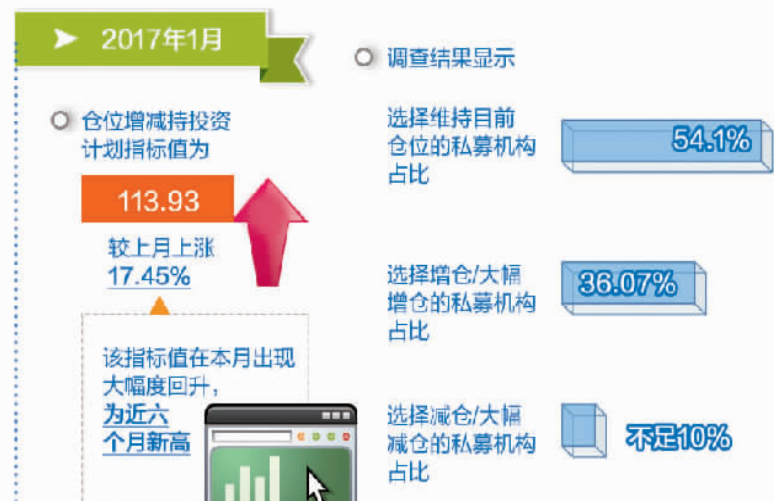 2017年1月
仓位增减持投资
计划指标值为
113.93
较上月上涨
17.45%
该指标值在本月出现
大幅度回升，
为近六
个月新高
调查结果显示
选择维持目前
仓位的私募机构
占比
54.1%
选择增仓/大幅
增仓的私募机构
占比
36.07%
选择减仓/大幅
减仓的私募机构
占比
不足10%